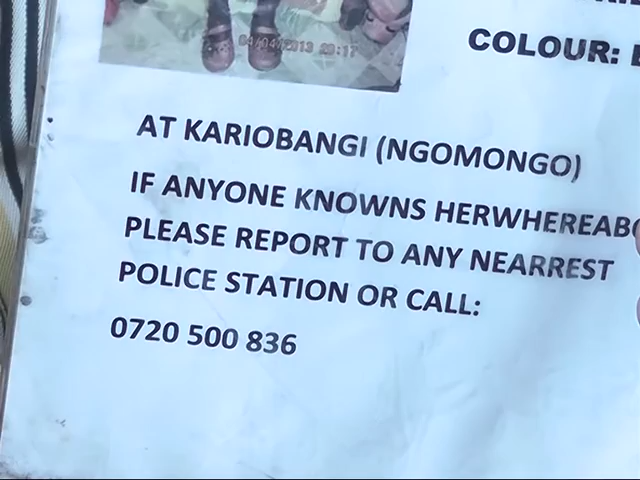 04/04/2013 20:17
COLOUR:
AT KARIOBANGI (NGOMONGO)
IF ANYONE KNOWNS HERWHEREAB
PLEASE REPORT TO ANY NEARREST
POLICE STATION OR CALL:
0720 500 836